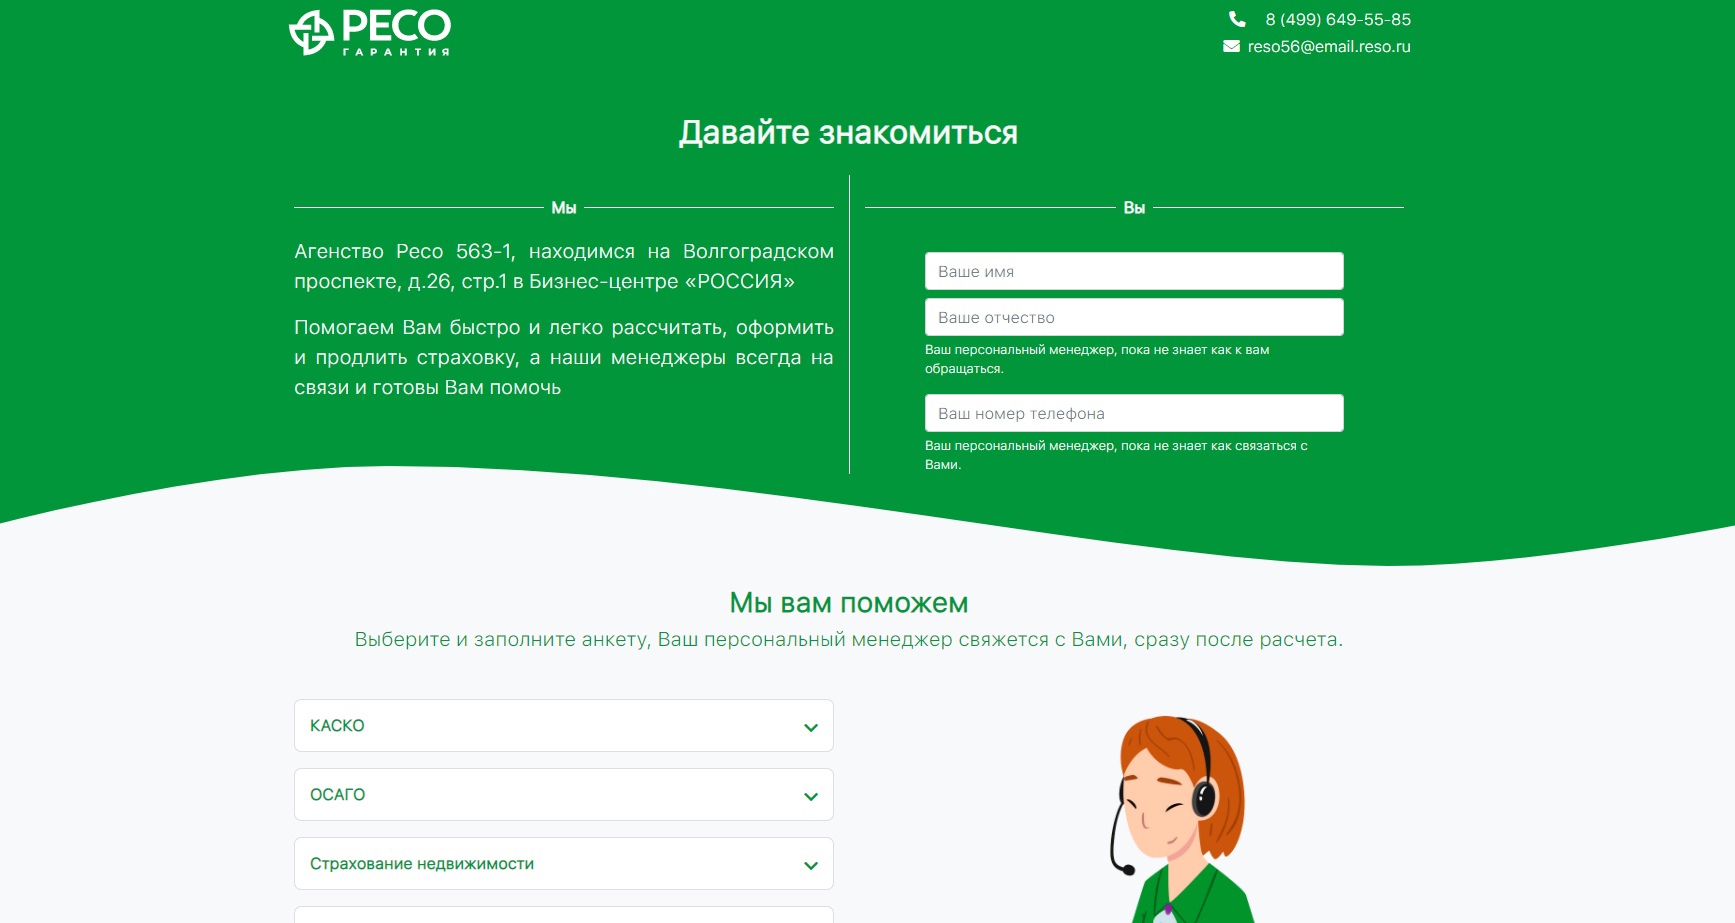 РЕСО
ГАРАНТИЯ
8 (499) 649-55-85
reso56@email.reso.ru
Давайте знакомиться
Мы
Агенство Ресо 563-1, находимся на Волгоградском
проспекте, д.26, стр.1 в Бизнес-центре «РОССИЯ»
Помогаем Вам быстро и легко рассчитать, оформить
и продлить страховку, а наши менеджеры всегда на
связи и готовы Вам помочь
Вы
Ваше имя
Ваше отчество
Ваш персональный менеджер, пока не знает как к вам
обращаться.
Ваш номер телефона
Ваш персональный менеджер, пока не знает как связаться с
Вами.
Мы вам поможем
Выберите и заполните анкету, Ваш персональный менеджер свяжется с Вами, сразу после расчета.
КАСКО
ОСАГО
Страхование недвижимости